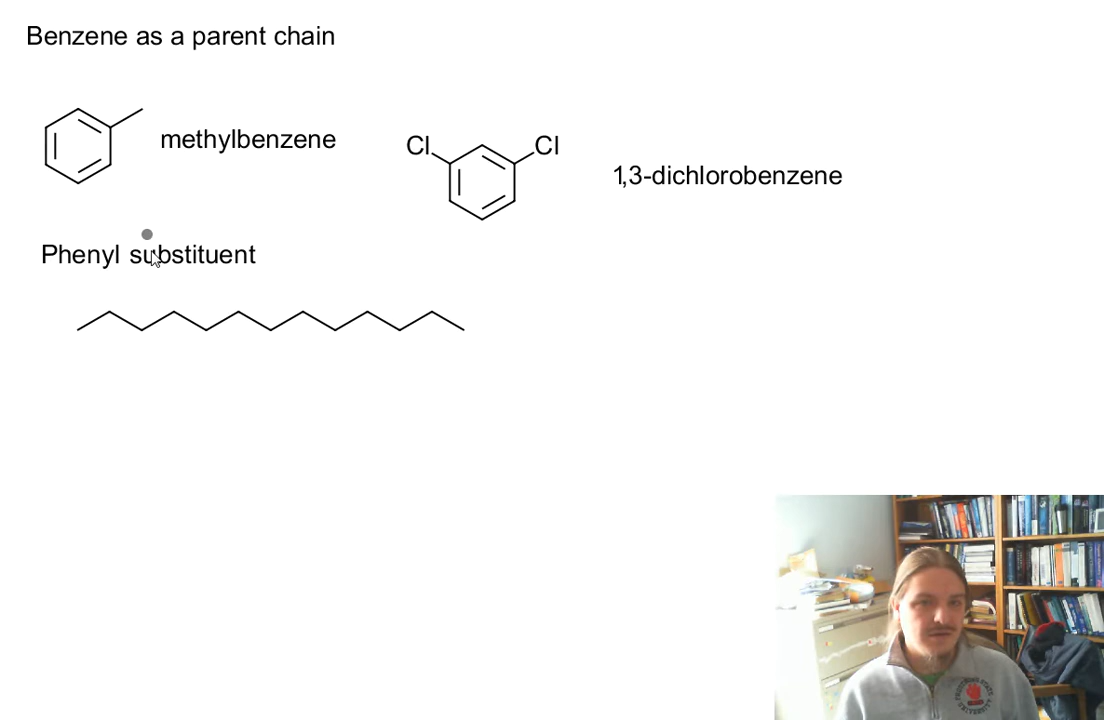 Benzene as a parent chain
methylbenzene
Cl
Cl
1,3-dichlorobenzene
Phenyl substituent